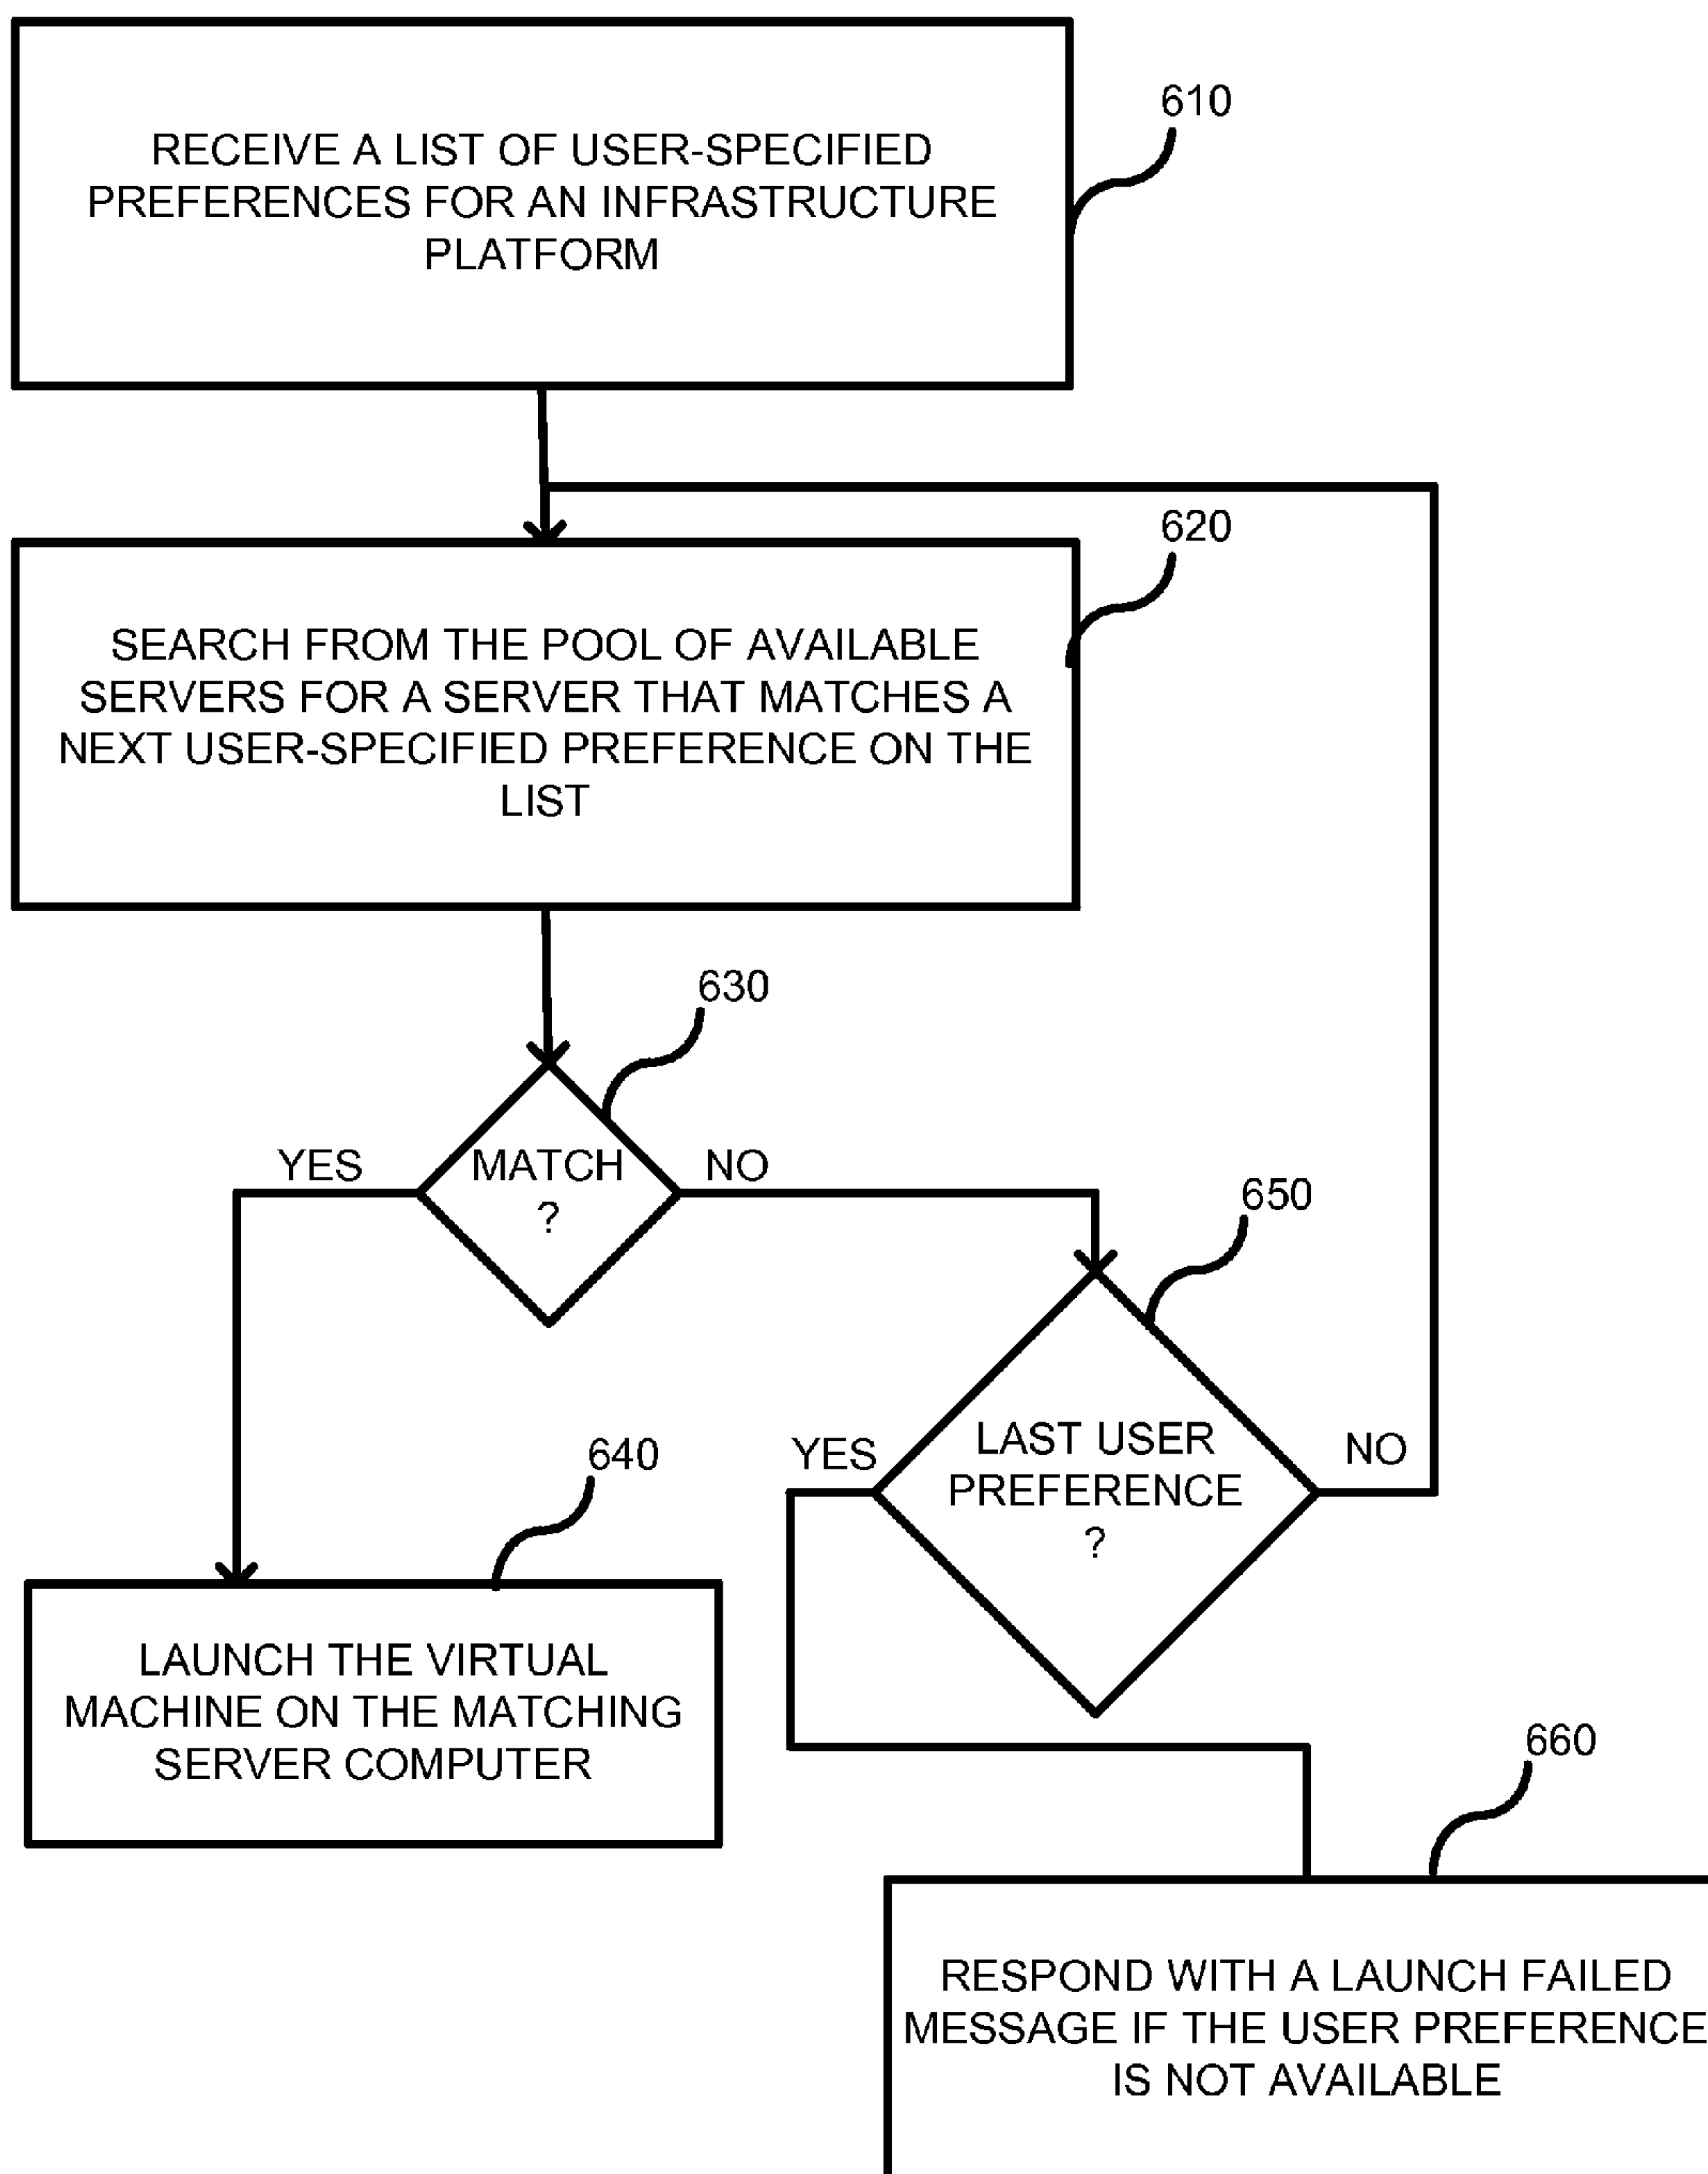 610
RECEIVE A LIST OF USER-SPECIFIED
PREFERENCES FOR AN INFRASTRUCTURE
PLATFORM
620
SEARCH FROM THE POOL OF AVAILABLE
SERVERS FOR A SERVER THAT MATCHES A
NEXT USER-SPECIFIED PREFERENCE ON THE
LIST
630
YES
MATCH
?
NO
650
LAST USER
PREFERENCE
?
YES
NO
640
LAUNCH THE VIRTUAL
MACHINE ON THE MATCHING
SERVER COMPUTER
660
RESPOND WITH A LAUNCH FAILED
MESSAGE IF THE USER PREFERENCE
IS NOT AVAILABLE